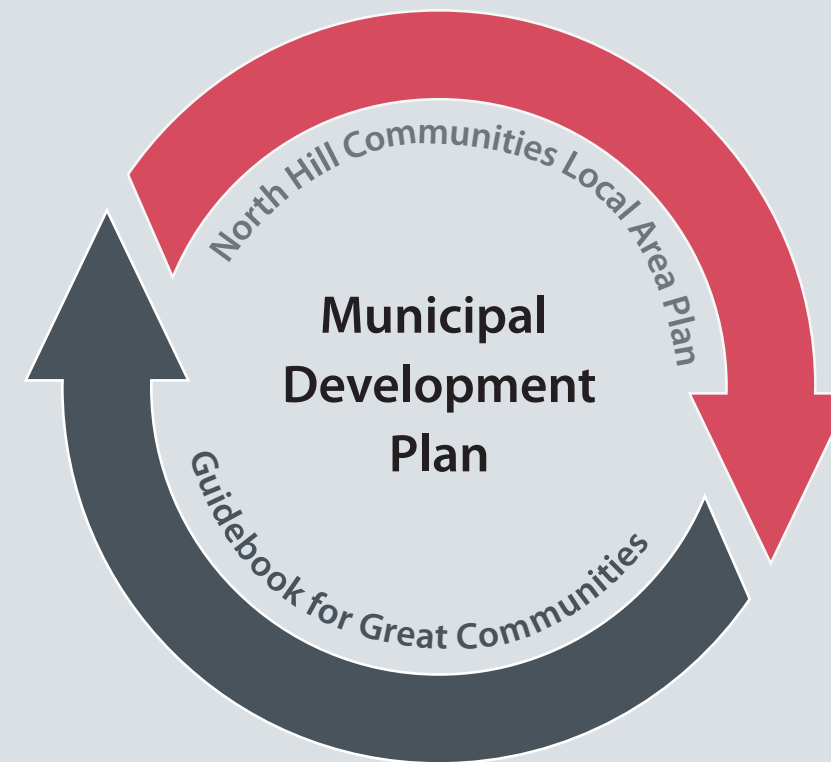 North Hill Communities Local Area Plan
Municipal
Development
Plan
Guidebook for Great Communities